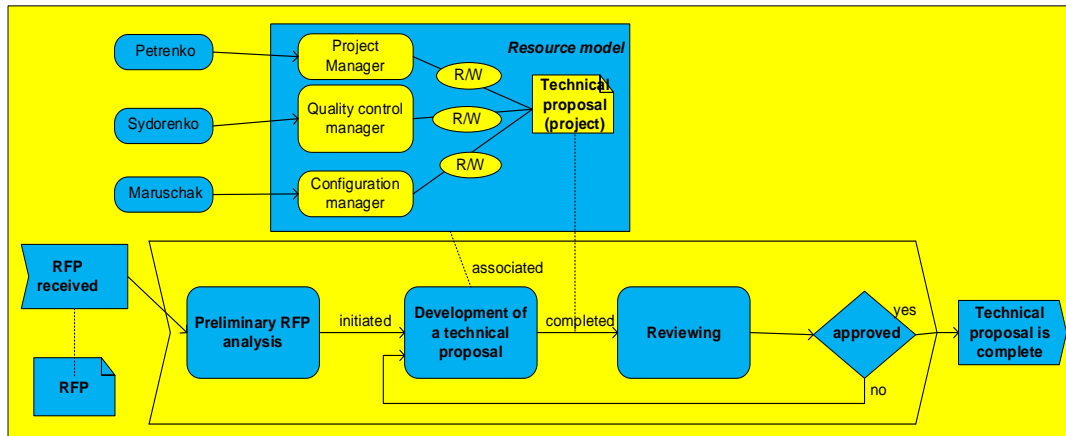 Petrenko
Project
Manager
Resource model
R/W
Technical
proposal
(project)
Sydorenko
Quality control
manager
R/W
R/W
Maruschak
Configuration
manager
RFP
received
associated
Preliminary RFP
analysis
initiated
Development of
a technical
proposal
completed
Reviewing
approved
yes
no
Technical
proposal is
complete
RFP